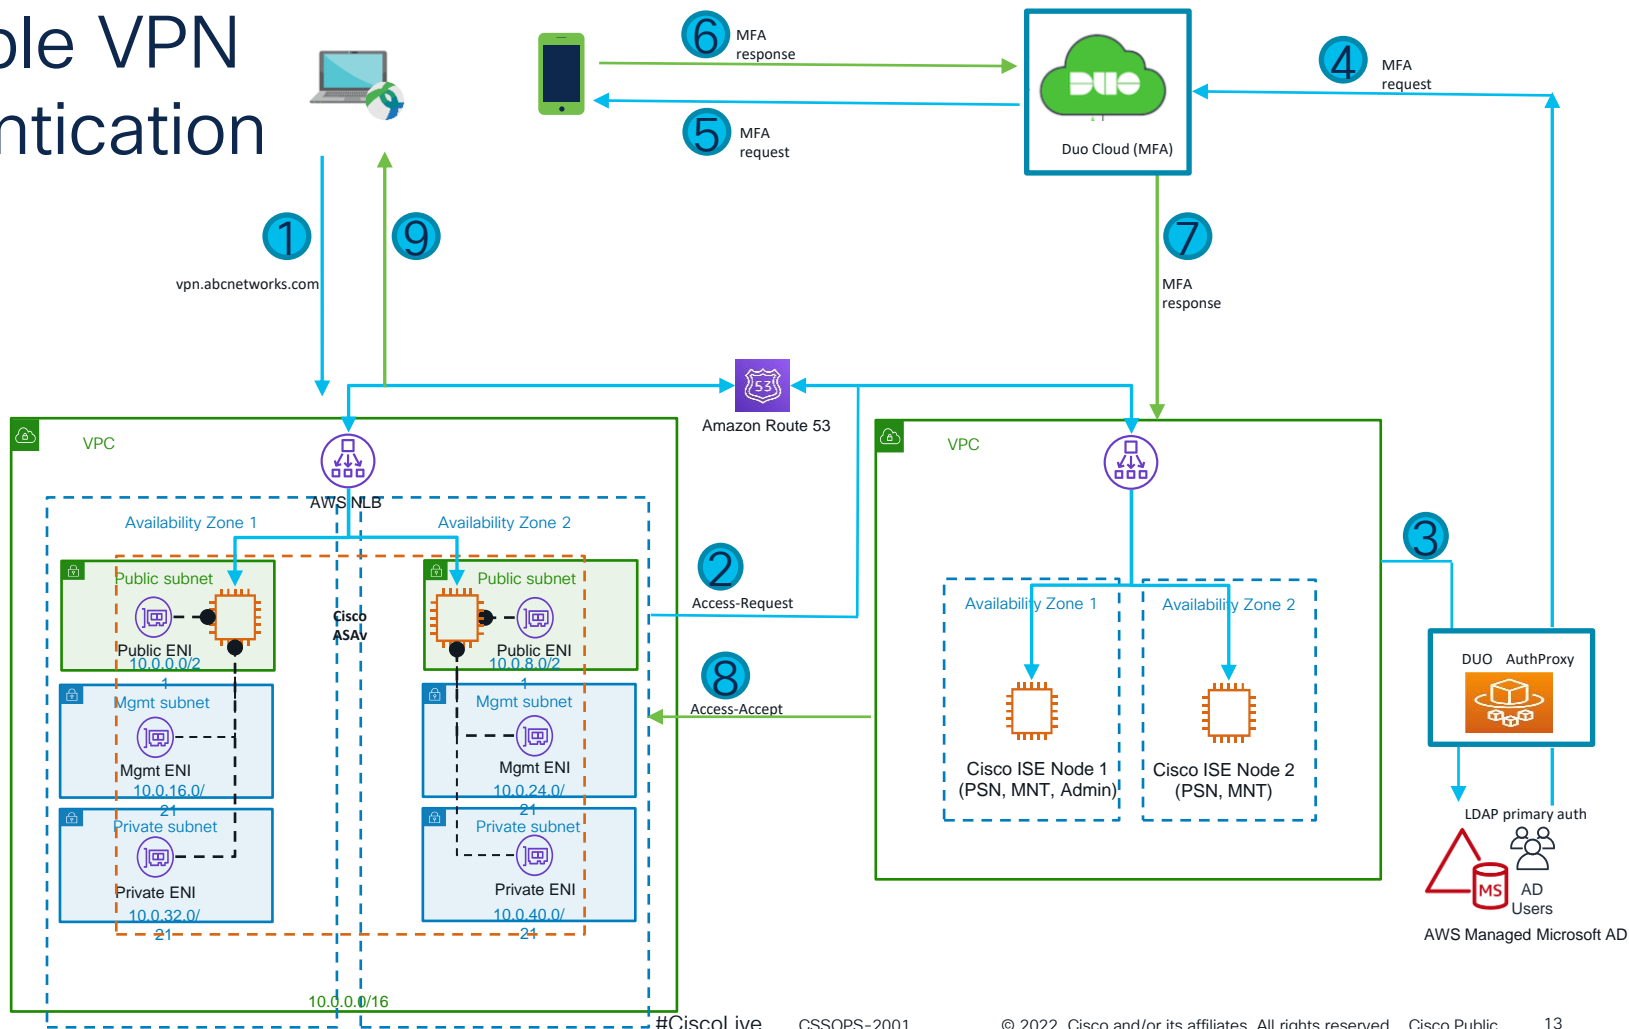 ple VPN
ntication
6
MFA
response
5
MFA
request
DUO
Duo Cloud (MFA)
4
MFA
request
1
9
vpn.abcnetworks.com
7
MFA
response
53
Amazon Route 53
VPC
AWS NLB
Availability Zone 1
Availability Zone 2
Public subnet
Public ENI
10.0.0.0/2
1
Cisco
ASAv
Public subnet
Public ENI
10.0.8.0/2
1
Mgmt subnet
Mgmt ENI
10.0.16.0/
21
Mgmt subnet
Mgmt ENI
10.0.24.0/
21
Private subnet
Private ENI
10.0.32.0/
21
Private subnet
Private ENI
10.0.40.0/
21
10.0.0.0/16
2
Access-Request
8
Access-Accept
VPC
Availability Zone 1
Availability Zone 2
Cisco ISE Node 1
(PSN, MNT, Admin)
Cisco ISE Node 2
(PSN, MNT)
3
DUO AuthProxy
LDAP primary auth
MS
AD
Users
AWS Managed Microsoft AD
#CiscoLive CSSOPS-2001 © 2022 Cisco and/or its affiliates. All rights reserved. Cisco Public 13